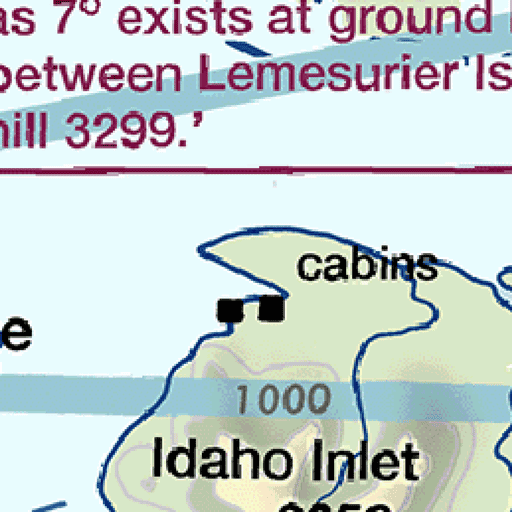 as 7° exists at ground
between Lemesurier Is
hill 3299.’
cabins
e
1000
Idaho Inlet